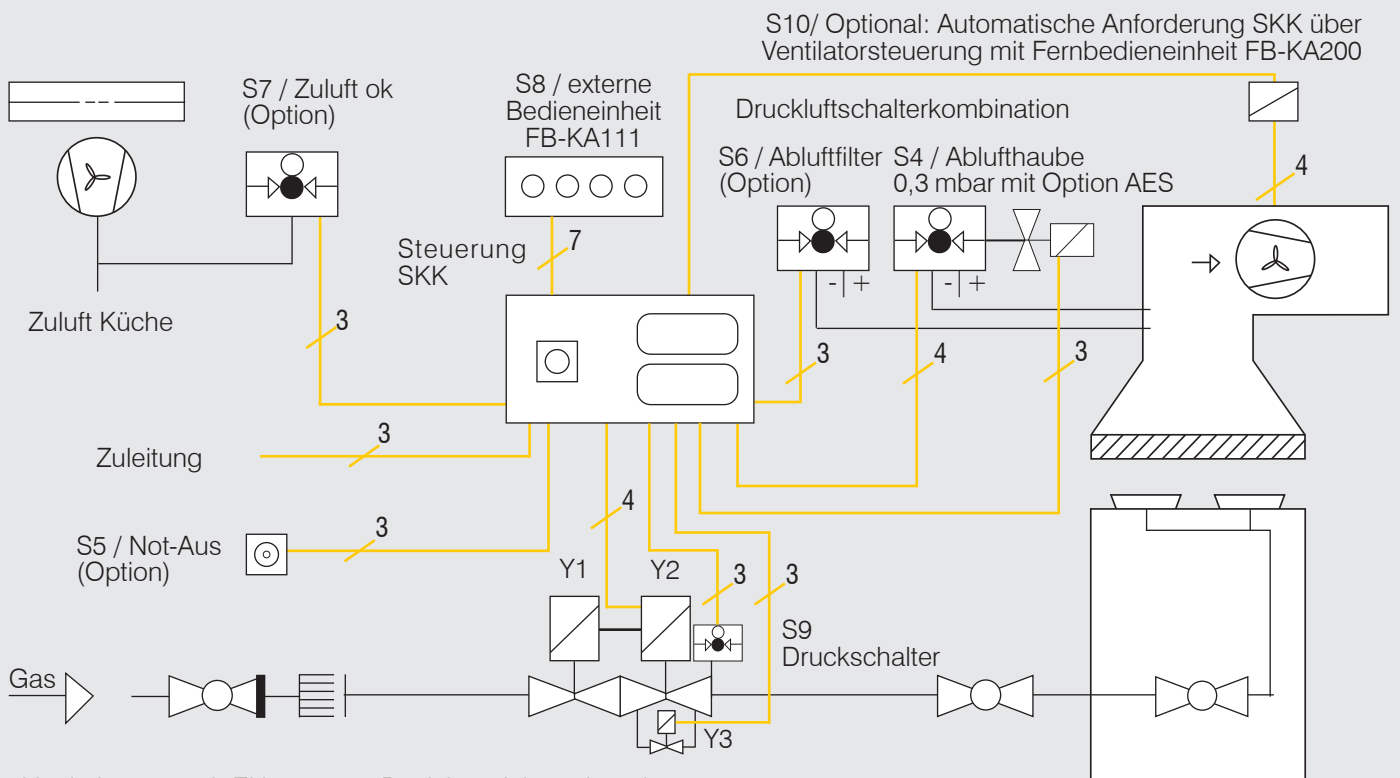 S10/ Optional: Automatische Anforderung SKK über
Ventilatorsteuerung mit Fernbedieneinheit FB-KA200
S7 / Zuluft ok
(Option)
S8 / externe
Bedieneinheit
FB-KA111
Druckluftschalterkombination
S6 / Abluftfilter
(Option)
S4 / Ablufthaube
0,3 mbar mit Option AES
4
Steuerung
SKK
7
- +
- +
Zuluft Küche
3
3
4
3
Zuleitung
3
4
S5 / Not-Aus
(Option)
3
Y1
Y2
3
3
S9
Druckschalter
Gas
Y3